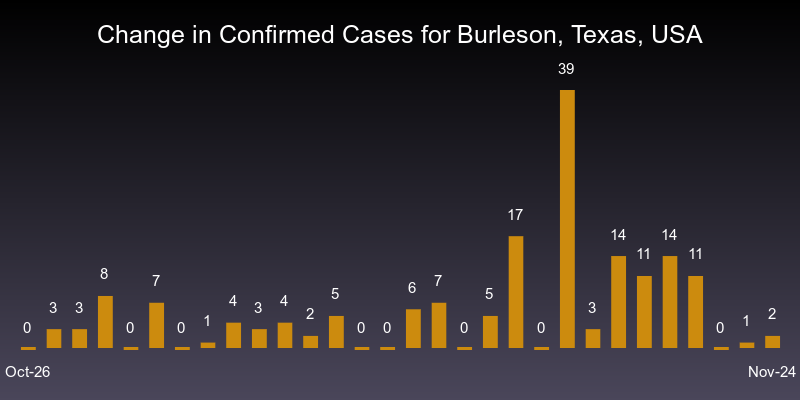 Change in Confirmed Cases for Burleson, Texas, USA
0 3 3 8 0 7 0 1 4 3 4 2 5 0 0 6 7 0 5 17 0 39 3 14 11 14 11 0 1 2
Oct-26 Nov-24